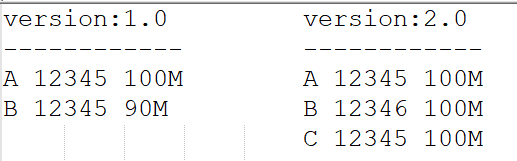 version:1.0 version:2.0
------------ ------------
A 12345 100M A 12345 100M
B 12345 90M B 12346 100M
C 12345 100M